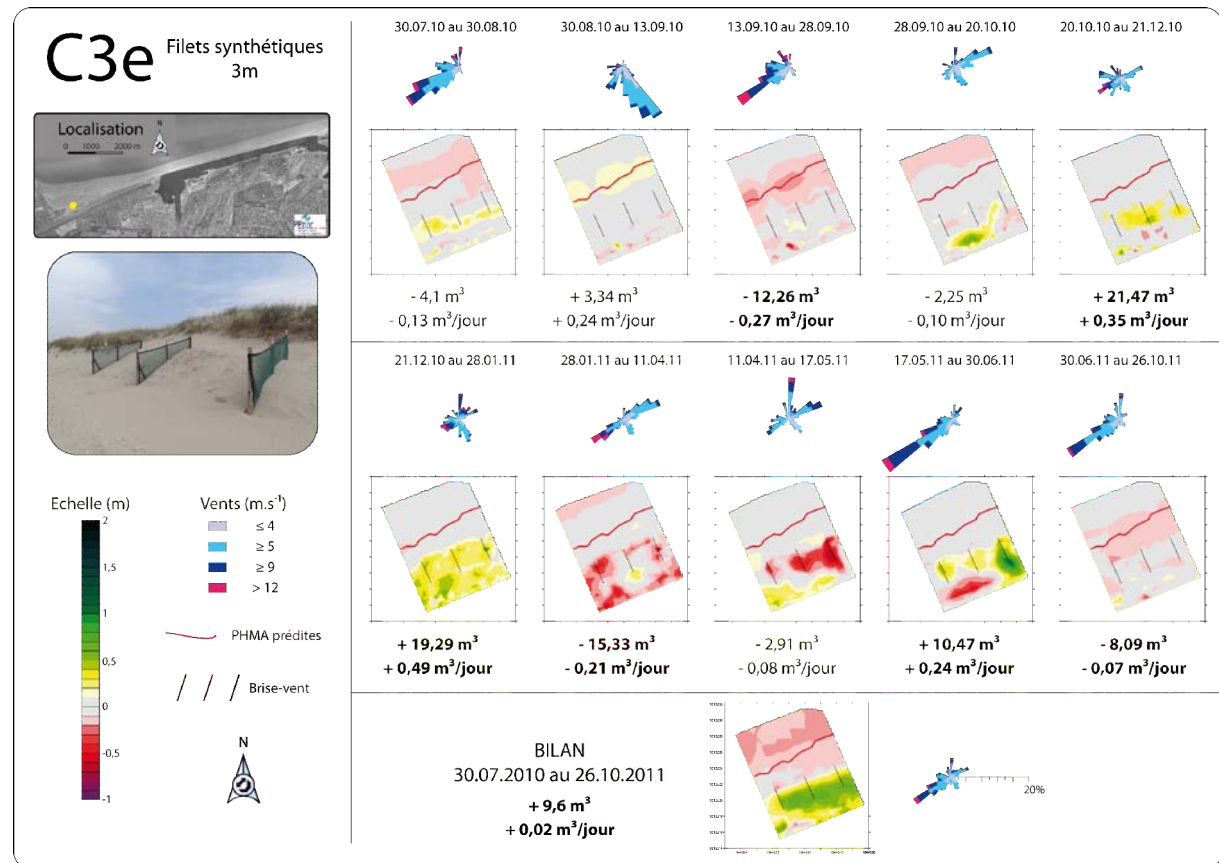 C3e
Filets synthétiques
3m
Localisation
N
0 1000 2000 m
Echelle (m)
2
1,5
1
0,5
0
-0,5
-1
Vents (m.s⁻¹)
≤ 4
≥ 5
≥ 9
> 12
PHMA prédites
Brise-vent
N
30.07.10 au 30.08.10
- 4,1 m³
- 0,13 m³/jour
30.08.10 au 13.09.10
+ 3,34 m³
+ 0,24 m³/jour
13.09.10 au 28.09.10
- 12,26 m³
- 0,27 m³/jour
28.09.10 au 20.10.10
- 2,25 m³
- 0,10 m³/jour
20.10.10 au 21.12.10
+ 21,47 m³
+ 0,35 m³/jour
21.12.10 au 28.01.11
+ 19,29 m³
+ 0,49 m³/jour
28.01.11 au 11.04.11
- 15,33 m³
- 0,21 m³/jour
11.04.11 au 17.05.11
- 2,91 m³
- 0,08 m³/jour
17.05.11 au 30.06.11
+ 10,47 m³
+ 0,24 m³/jour
30.06.11 au 26.10.11
- 8,09 m³
- 0,07 m³/jour
BILAN
30.07.2010 au 26.10.2011
+ 9,6 m³
+ 0,02 m³/jour
20%